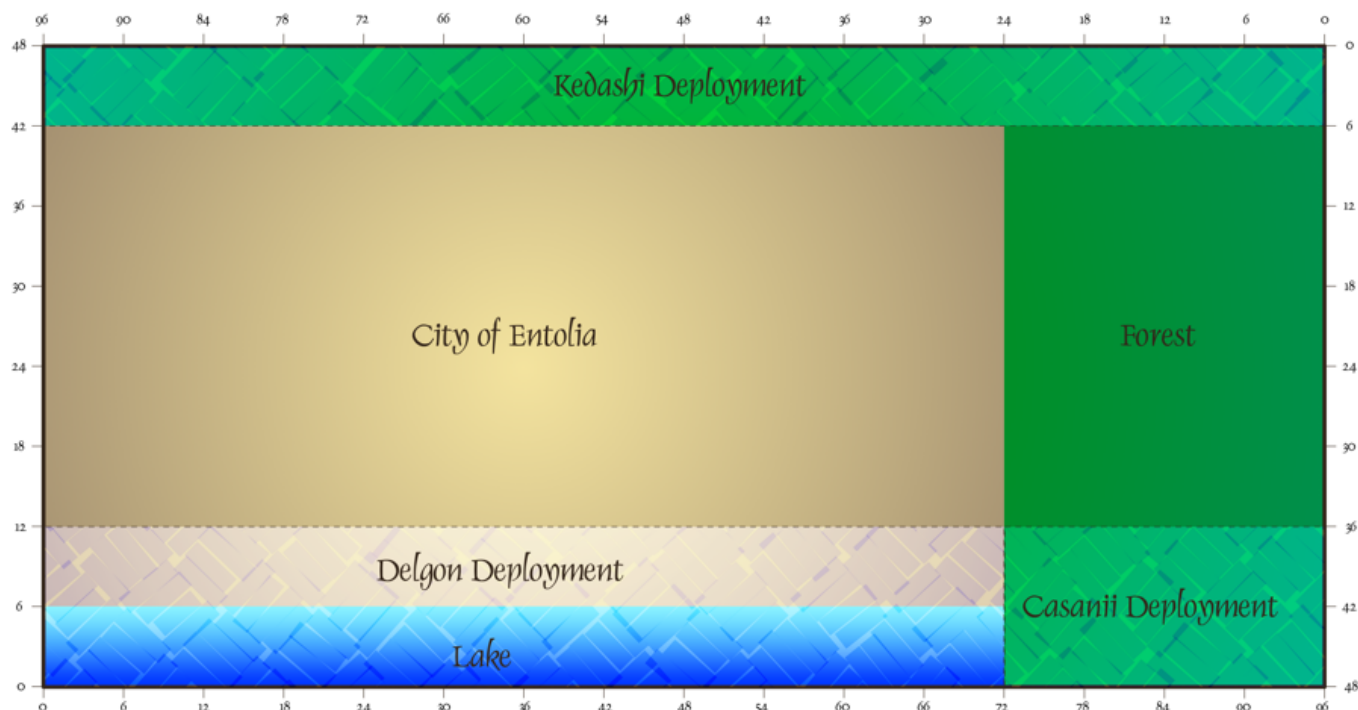 96 90 84 78 72 66 60 54 48 42 36 30 24 18 12 6 0
48 0
Kedashi Deployment
42 6
36 12
30 18
City of Entolia Forest
24 24
18 30
12 36
Delgon Deployment
6 Casanii Deployment 42
Lake
0 48
0 6 12 18 24 30 36 42 48 54 60 66 72 78 84 90 96